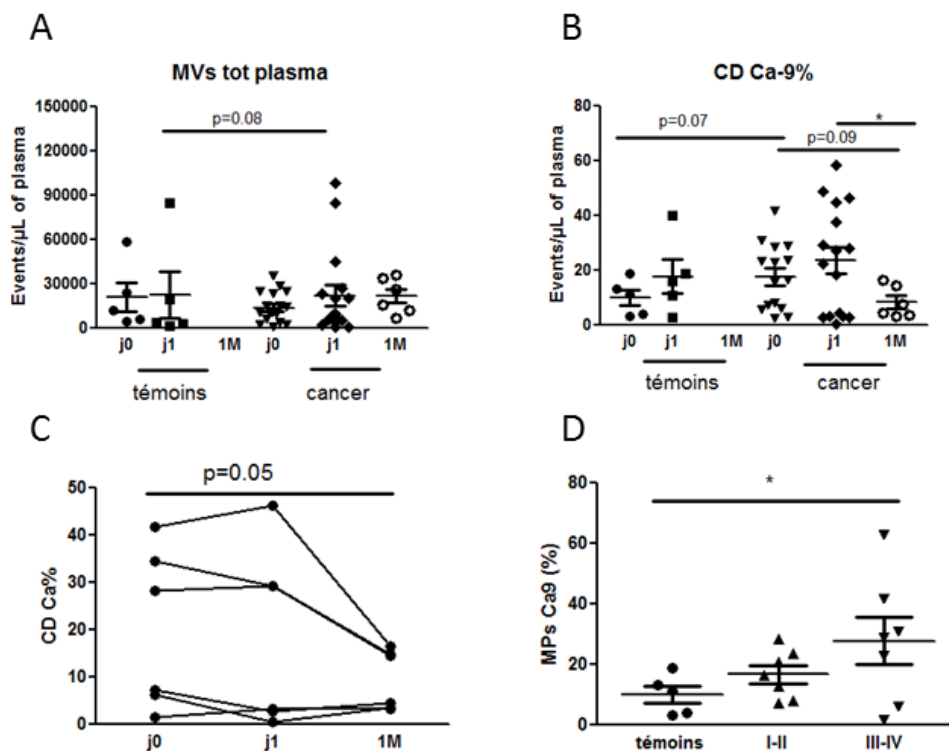 A
MVs tot plasma
Events/µL of plasma
150000
120000
90000
60000
30000
0
p=0.08
j0 j1 1M j0 j1 1M
témoins cancer
B
CD Ca-9%
Events/µL of plasma
80
60
40
20
0
p=0.07
p=0.09
*
j0 j1 1M j0 j1 1M
témoins cancer
C
p=0.05
CD Ca%
50
40
30
20
10
0
j0 j1 1M
D
*
MPs Ca9 (%)
80
60
40
20
0
témoins I-II III-IV